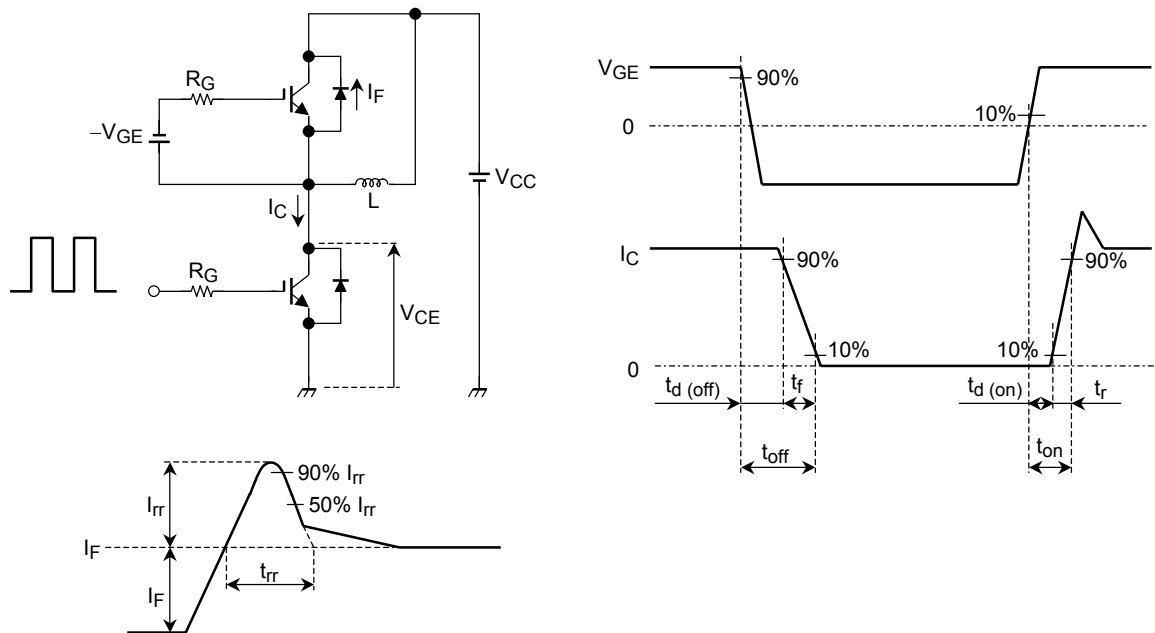 R_G
I_F
−V_GE
V_CC
I_C
L
R_G
V_CE
V_GE
90%
10%
0
I_C
90%
90%
10%
10%
0
t_d (off)
t_f
t_d (on)
t_r
t_off
t_on
90% I_rr
I_rr
50% I_rr
I_F
t_rr
I_F